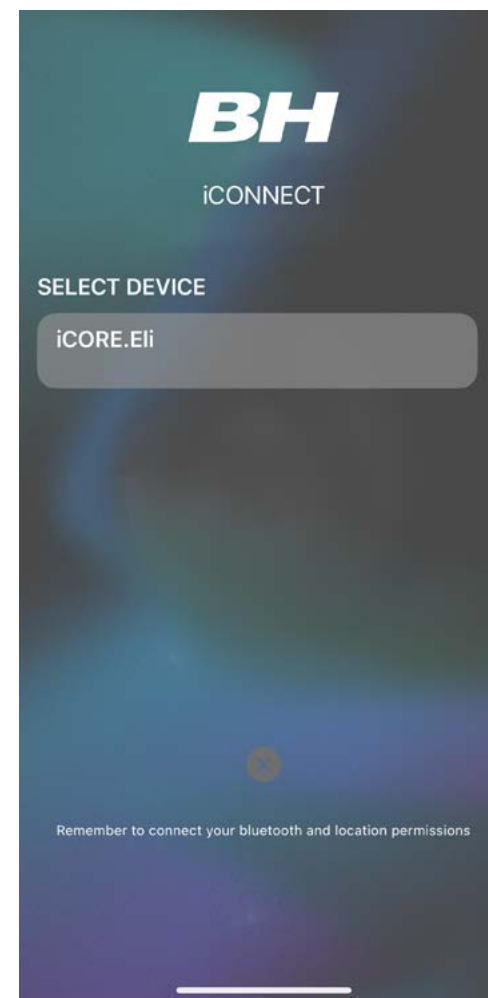 BH
iCONNECT
SELECT DEVICE
iCORE.Eli
Remember to connect your bluetooth and location permissions